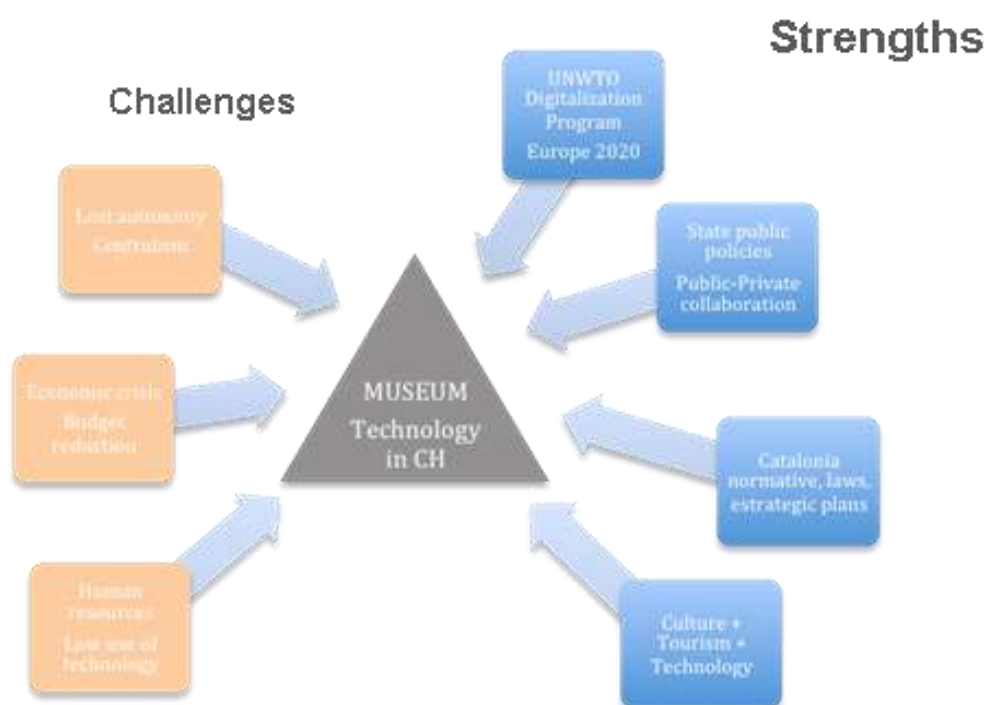 Strengths
Challenges
UNWTO
Digitalization
Program
Europe 2020
Lost autonomy
Centralism
State public
policies
Public-Private
collaboration
MUSEUM
Technology
in CH
Economic crisis
Budget
reduction
Catalonia
normative, laws,
estrategic plans
Human
resources
Low use of
technology
Culture +
Tourism +
Technology